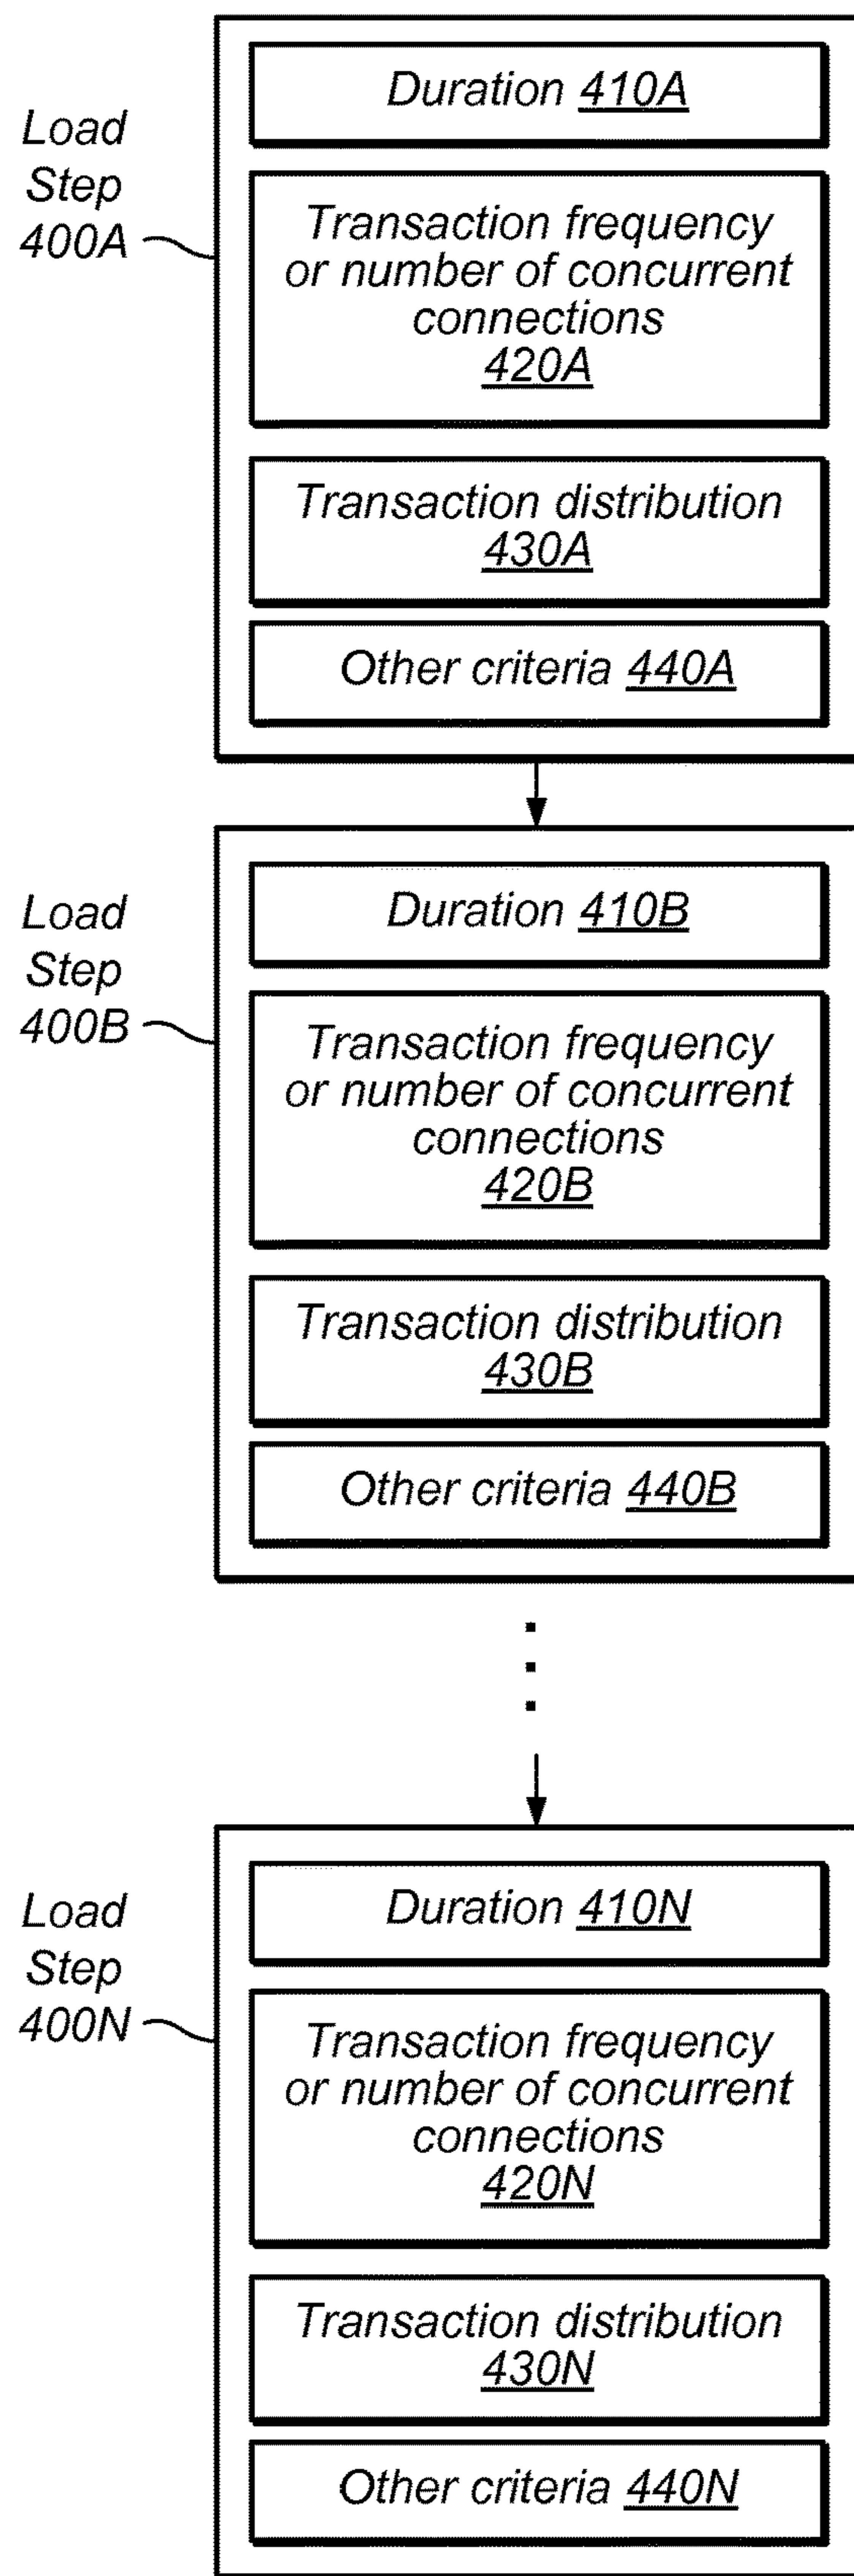 Load
Step
400A
Duration 410A
Transaction frequency
or number of concurrent
connections
420A
Transaction distribution
430A
Other criteria 440A
Load
Step
400B
Duration 410B
Transaction frequency
or number of concurrent
connections
420B
Transaction distribution
430B
Other criteria 440B
Load
Step
400N
Duration 410N
Transaction frequency
or number of concurrent
connections
420N
Transaction distribution
430N
Other criteria 440N